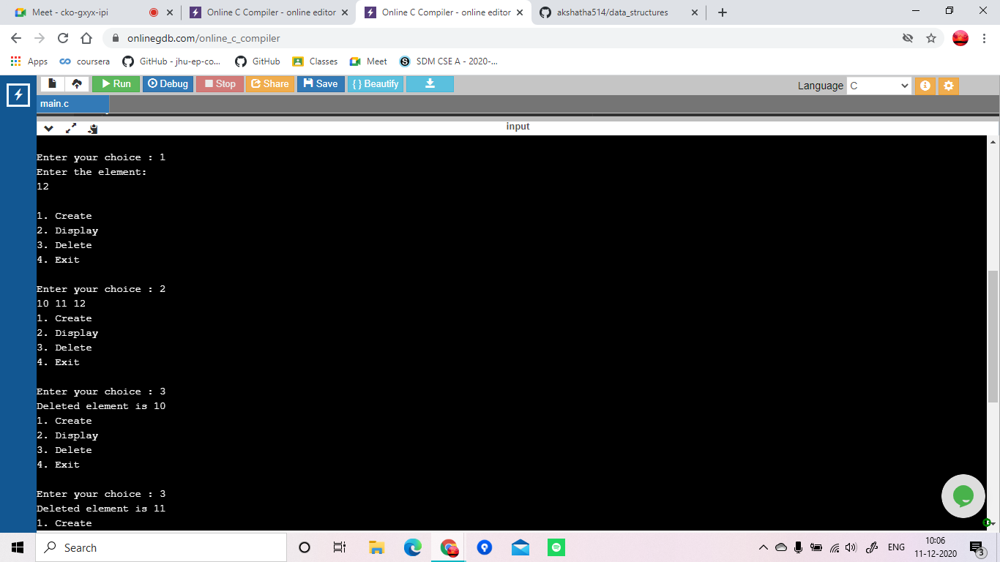 Meet - cko-gxyx-ipi
Online C Compiler - online editor
Online C Compiler - online editor
akshatha514/data_structures
onlinegdb.com/online_c_compiler
Apps
coursera
GitHub - jhu-ep-co...
GitHub
Classes
Meet
SDM CSE A - 2020-...
Run
Debug
Stop
Share
Save
{ } Beautify
Language
C
main.c
input
Enter your choice : 1
Enter the element:
12
1. Create
2. Display
3. Delete
4. Exit
Enter your choice : 2
10 11 12
1. Create
2. Display
3. Delete
4. Exit
Enter your choice : 3
Deleted element is 10
1. Create
2. Display
3. Delete
4. Exit
Enter your choice : 3
Deleted element is 11
1. Create
Search
ENG
10:06
11-12-2020
3